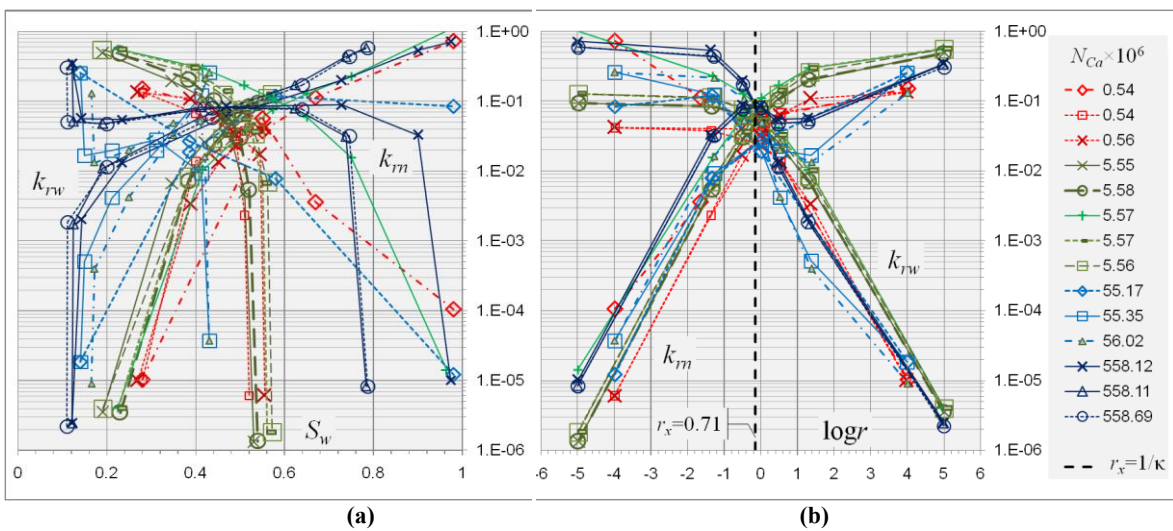 1.E+00
1.E-01
1.E-02
1.E-03
1.E-04
1.E-05
1.E-06
0 0.2 0.4 0.6 0.8 1
k_rw
k_rn
S_w
(a)
1.E+00
1.E-01
1.E-02
1.E-03
1.E-04
1.E-05
1.E-06
-6 -5 -4 -3 -2 -1 0 1 2 3 4 5 6
k_rw
k_rn
r_x=0.71
logr
(b)
N_Ca×10^6
0.54
0.54
0.56
5.55
5.58
5.57
5.57
5.56
55.17
55.35
56.02
558.12
558.11
558.69
r_x=1/κ